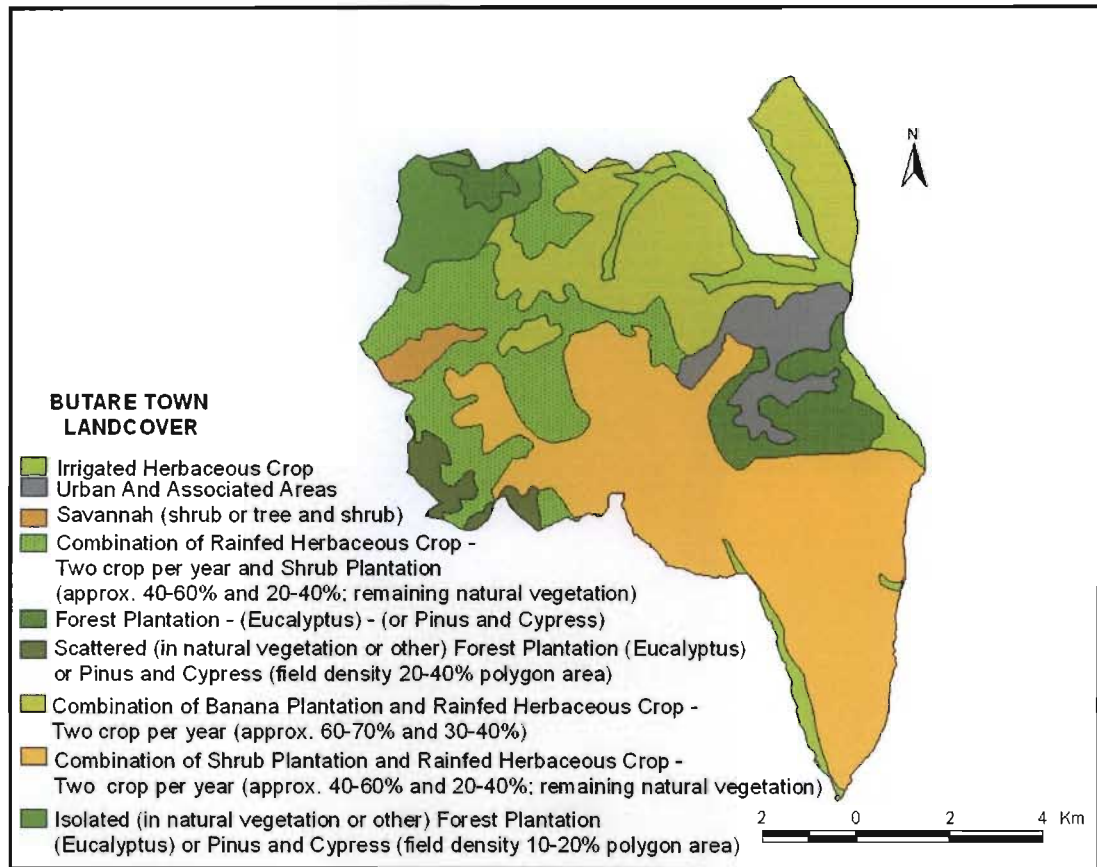 N
BUTARE TOWN
LANDCOVER
Irrigated Herbaceous Crop
Urban And Associated Areas
Savannah (shrub or tree and shrub)
Combination of Rainfed Herbaceous Crop -
Two crop per year and Shrub Plantation
(approx. 40-60% and 20-40%: remaining natural vegetation)
Forest Plantation - (Eucalyptus) - (or Pinus and Cypress)
Scattered (in natural vegetation or other) Forest Plantation (Eucalyptus)
or Pinus and Cypress (field density 20-40% polygon area)
Combination of Banana Plantation and Rainfed Herbaceous Crop -
Two crop per year (approx. 60-70% and 30-40%)
Combination of Shrub Plantation and Rainfed Herbaceous Crop -
Two crop per year (approx. 40-60% and 20-40%: remaining natural vegetation)
Isolated (in natural vegetation or other) Forest Plantation
(Eucalyptus) or Pinus and Cypress (field density 10-20% polygon area)
2 0 2 4 Km